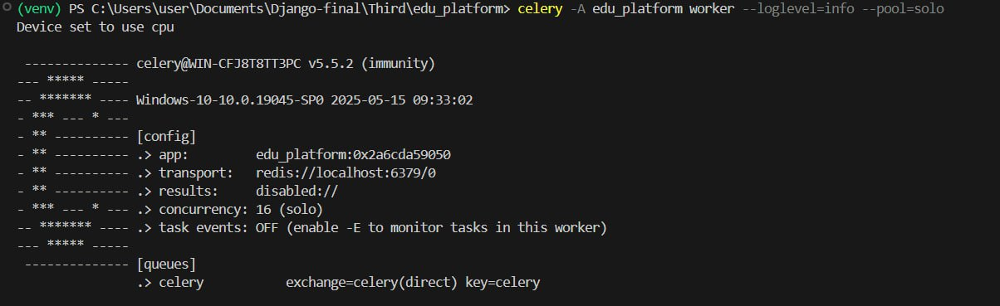 (venv) PS C:\Users\user\Documents\Django-final\Third\edu_platform> celery -A edu_platform worker --loglevel=info --pool=solo
Device set to use cpu
 -------------- celery@WIN-CFJ8T8TT3PC v5.5.2 (immunity)
--- ***** -----
-- ******* ---- Windows-10-10.0.19045-SP0 2025-05-15 09:33:02
- *** --- * ---
- ** ---------- [config]
- ** ---------- .> app:         edu_platform:0x2a6cda59050
- ** ---------- .> transport:   redis://localhost:6379/0
- ** ---------- .> results:     disabled://
- *** --- * --- .> concurrency: 16 (solo)
-- ******* ---- .> task events: OFF (enable -E to monitor tasks in this worker)
--- ***** -----
 -------------- [queues]
                .> celery           exchange=celery(direct) key=celery